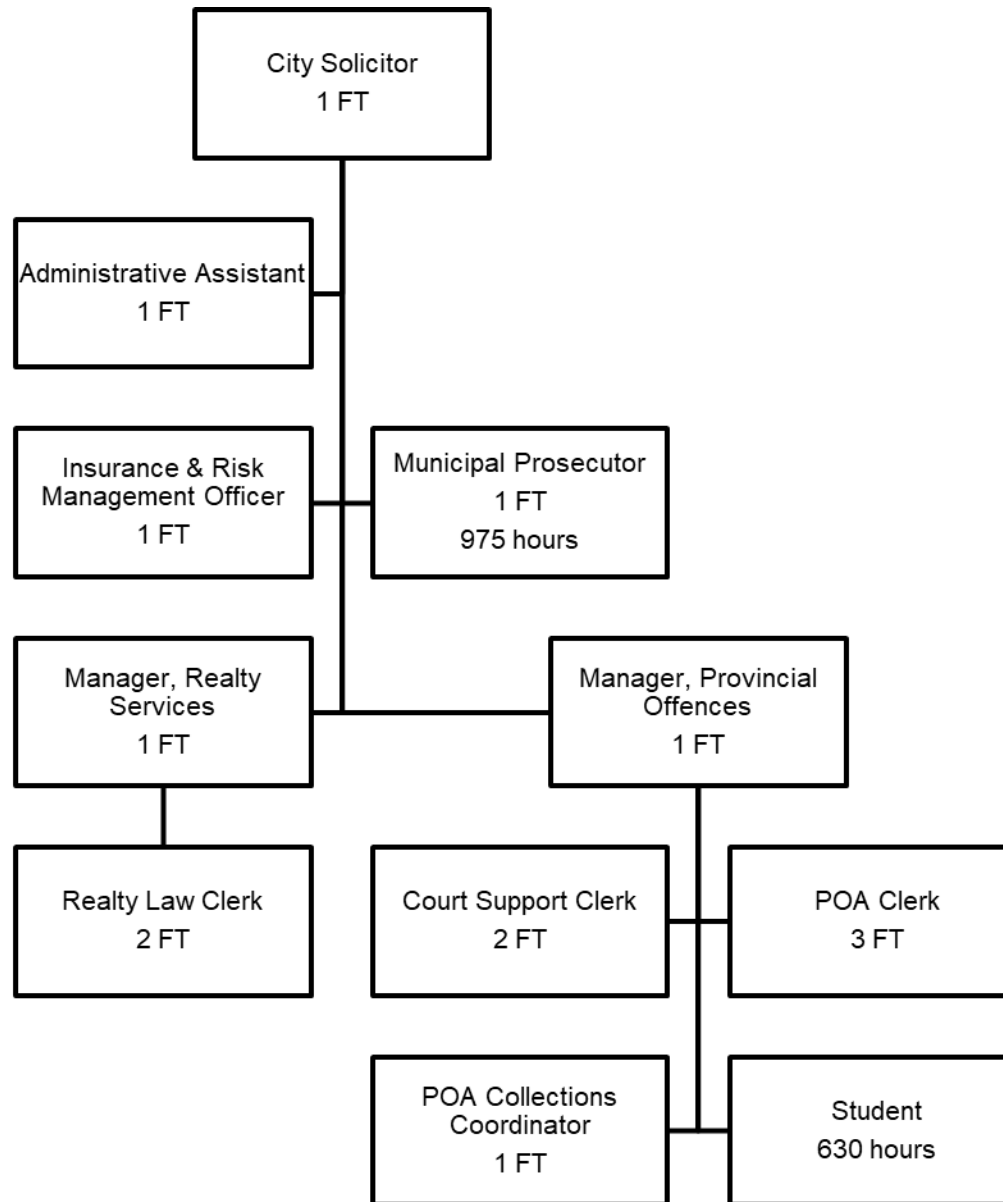 City Solicitor
1 FT
Administrative Assistant
1 FT
Insurance & Risk
Management Officer
1 FT
Municipal Prosecutor
1 FT
975 hours
Manager, Realty
Services
1 FT
Manager, Provincial
Offences
1 FT
Realty Law Clerk
2 FT
Court Support Clerk
2 FT
POA Clerk
3 FT
POA Collections
Coordinator
1 FT
Student
630 hours